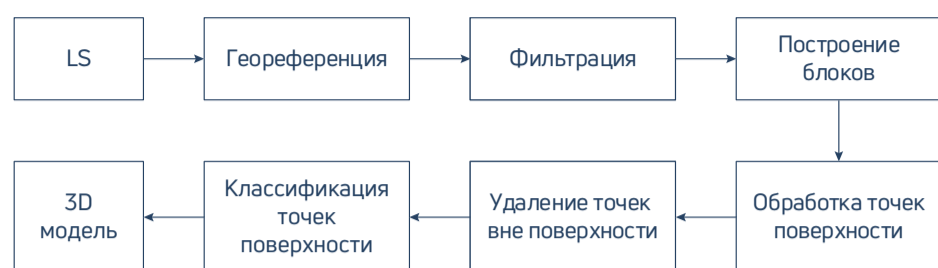 LS
Геореференция
Фильтрация
Построение
блоков
Обработка точек
поверхности
Удаление точек
вне поверхности
Классификация
точек
поверхности
3D
модель